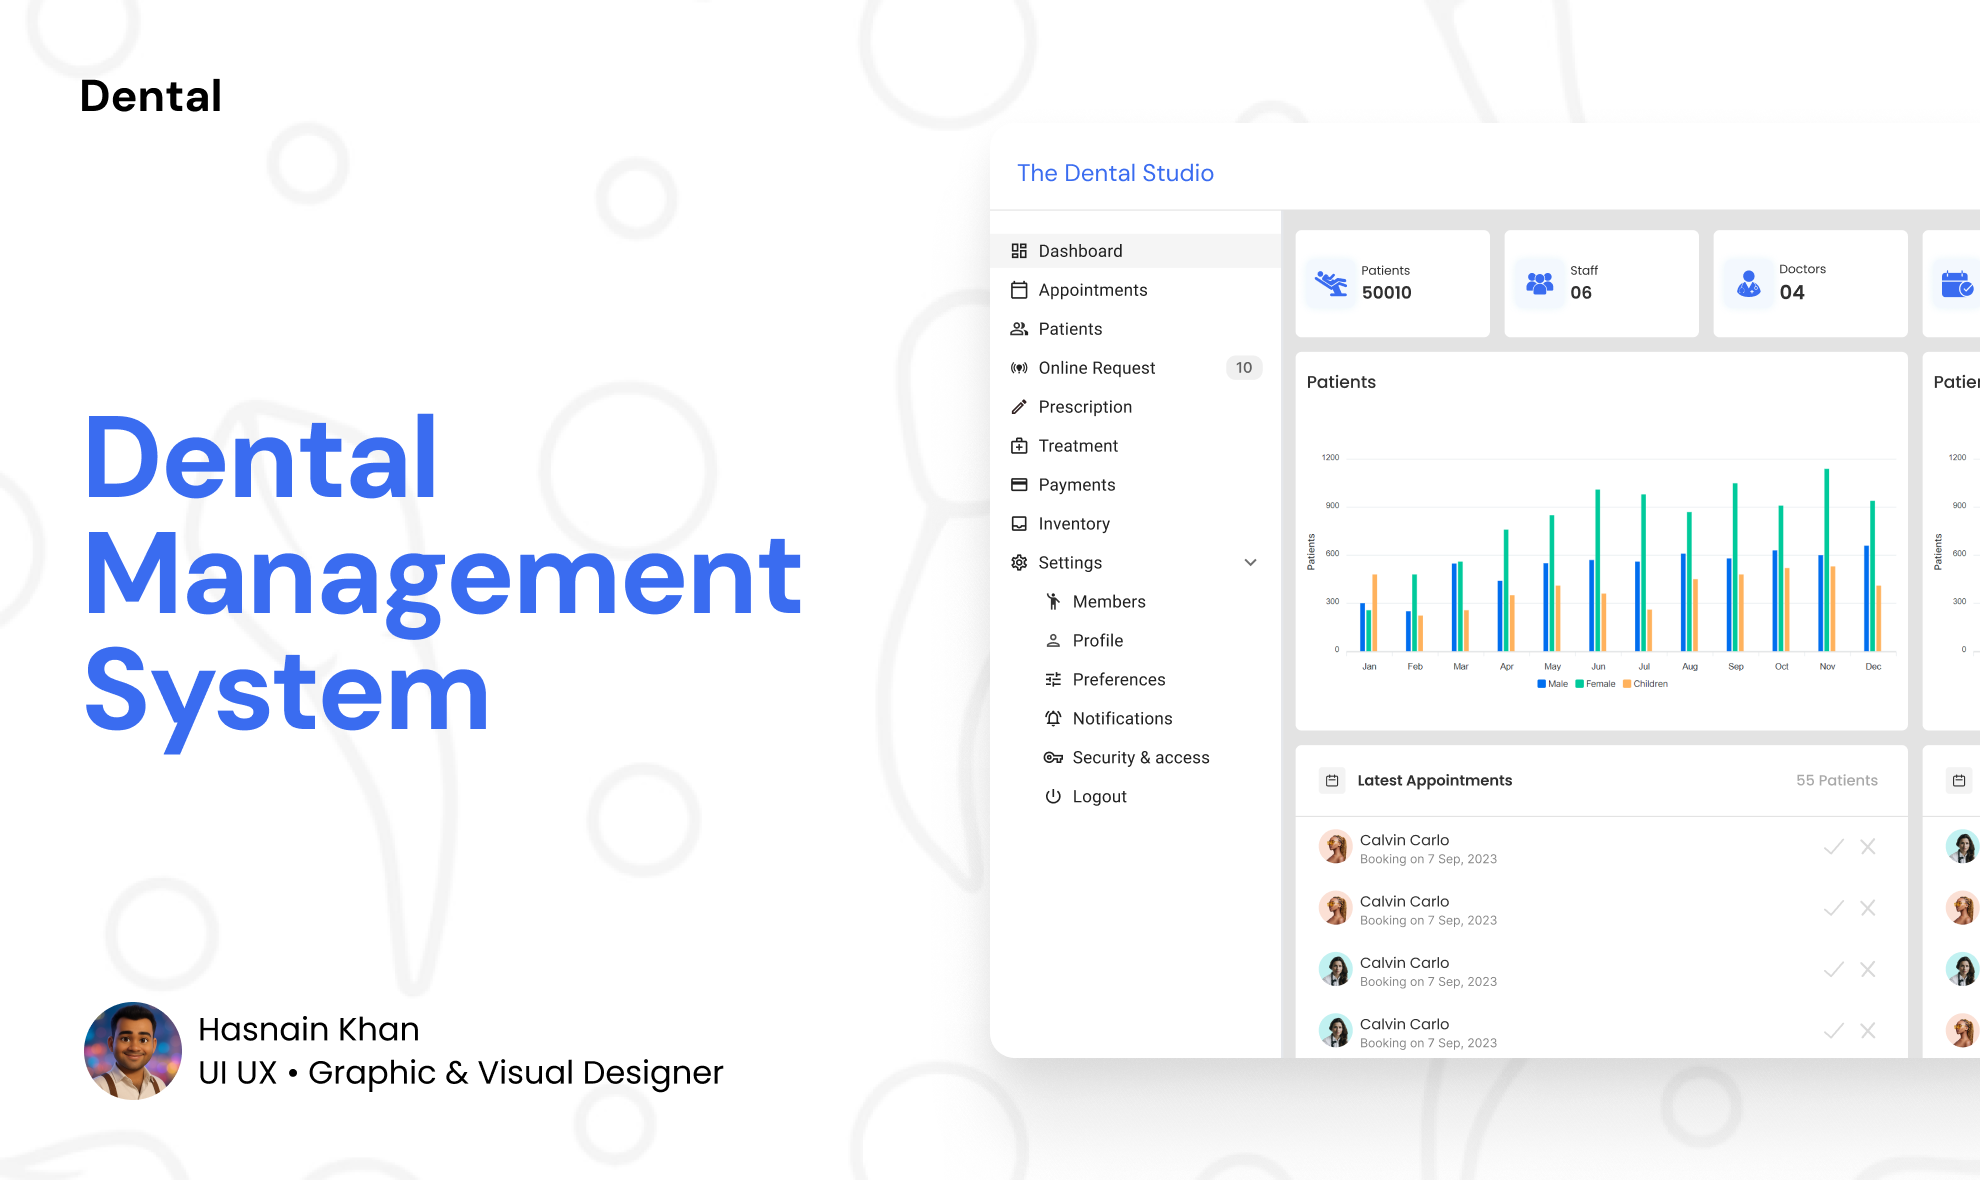 Dental
Dental
Management
System
Hasnain Khan
UI UX • Graphic & Visual Designer
The Dental Studio
Dashboard
Appointments
Patients
Online Request 10
Prescription
Treatment
Payments
Inventory
Settings
Members
Profile
Preferences
Notifications
Security & access
Logout
Patients
50010
Staff
06
Doctors
04
Patients
1200
900
600
300
0
Patients
Jan Feb Mar Apr May Jun Jul Aug Sep Oct Nov Dec
Male Female Children
1200
900
600
300
0
Patients
Latest Appointments 55 Patients
Calvin Carlo
Booking on 7 Sep, 2023
Calvin Carlo
Booking on 7 Sep, 2023
Calvin Carlo
Booking on 7 Sep, 2023
Calvin Carlo
Booking on 7 Sep, 2023